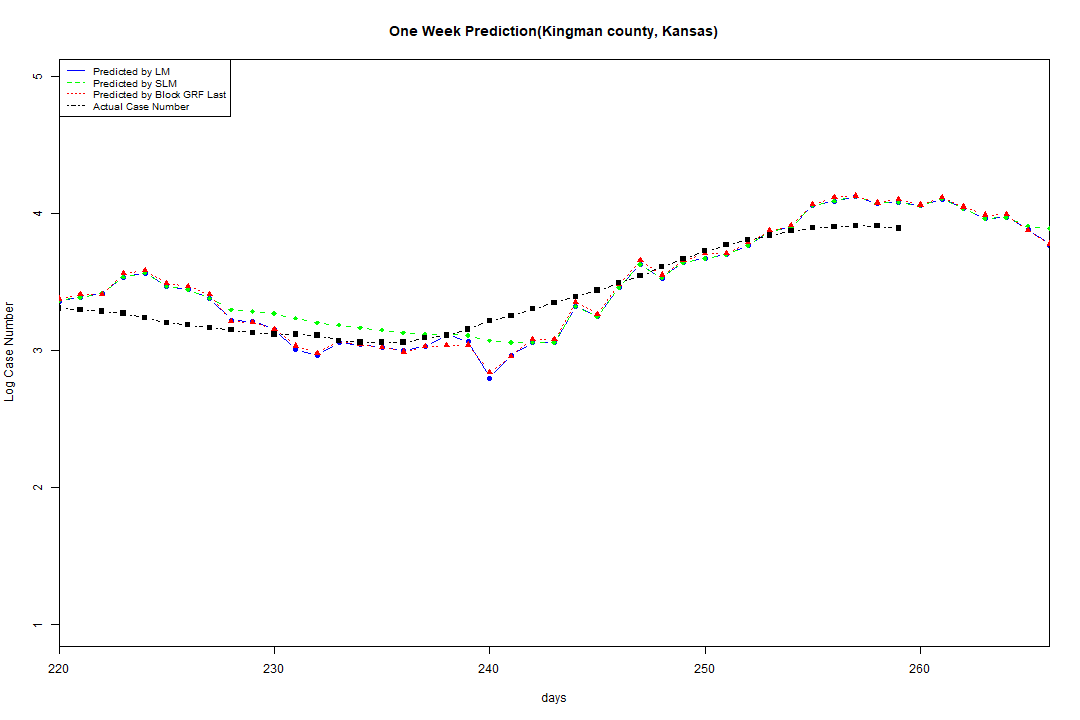 One Week Prediction(Kingman county, Kansas)
Predicted by LM
Predicted by SLM
Predicted by Block GRF Last
Actual Case Number
5
4
3
2
1
Log Case Number
220 230 240 250 260
days